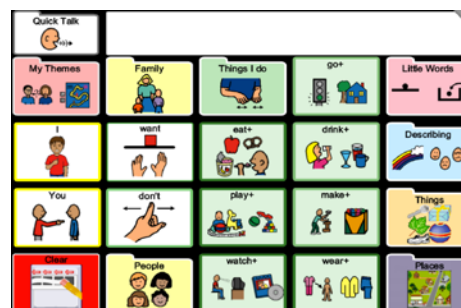 Quick Talk
My Themes
Family
Things I do
go+
Little Words
I
want
eat+
drink+
Describing
You
don't
play+
make+
Things
Clear
People
watch+
wear+
Places